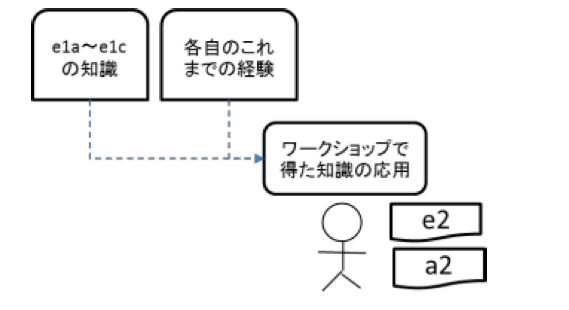 e1a～e1c
の知識
各自のこれ
までの経験
ワークショップで
得た知識の応用
e2
a2